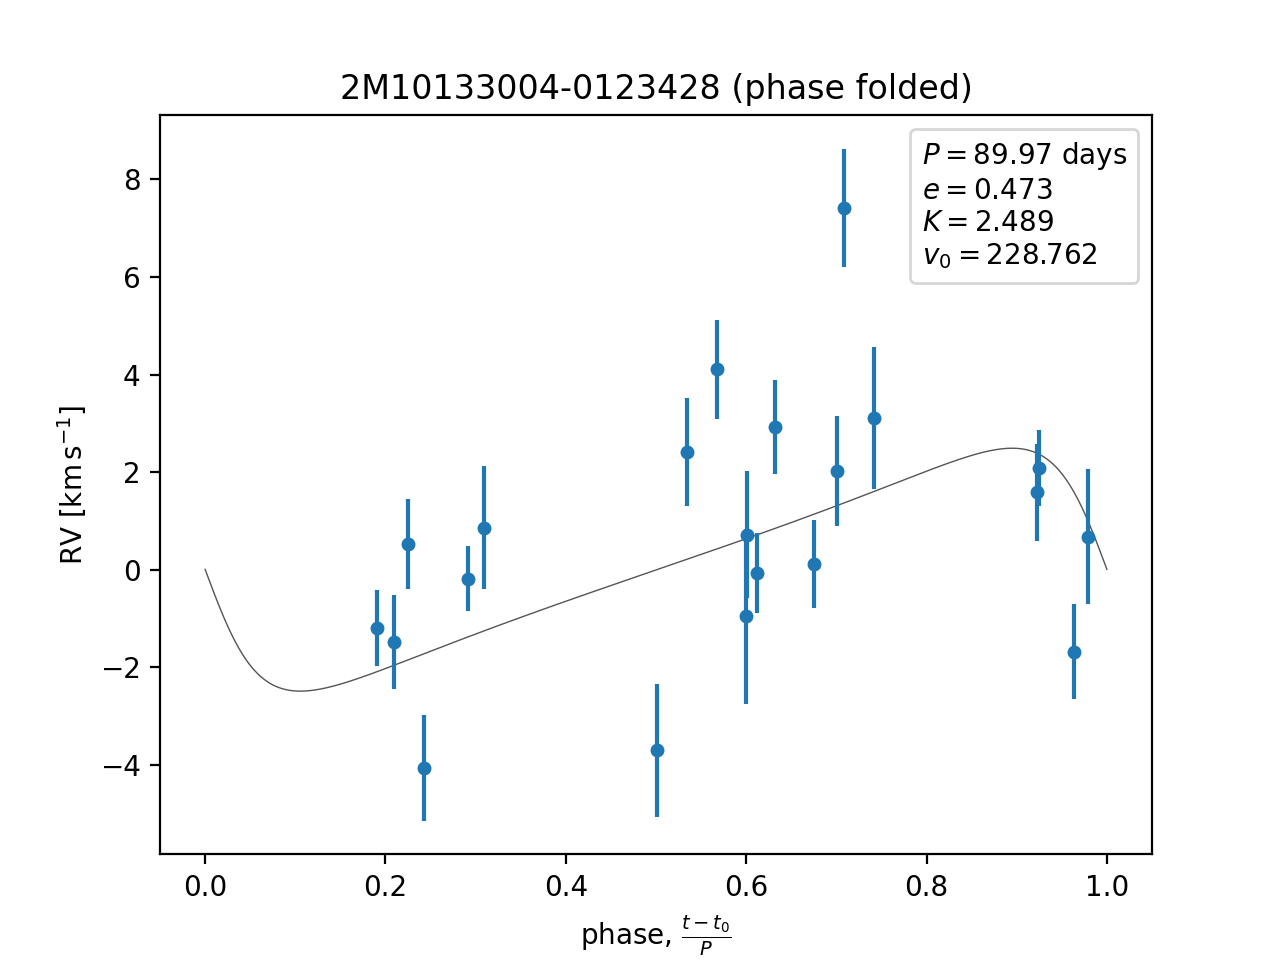 2M10133004-0123428 (phase folded)
P = 89.97 days
e = 0.473
K = 2.489
v₀ = 228.762
RV [km s⁻¹]
8
6
4
2
0
−2
−4
0.0 0.2 0.4 0.6 0.8 1.0
phase, (t − t₀)/P